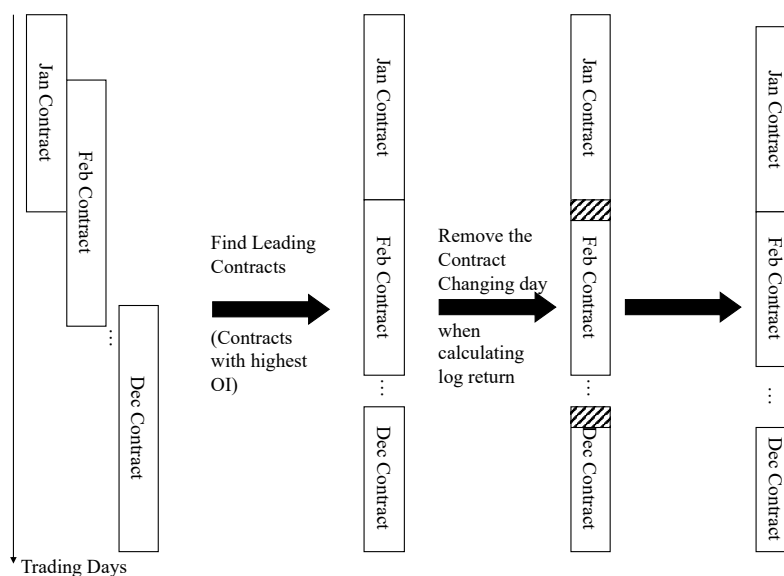 Jan Contract
Feb Contract
...
Dec Contract
Trading Days
Find Leading
Contracts
(Contracts
with highest
OI)
Jan Contract
Feb Contract
...
Dec Contract
Remove the
Contract
Changing day
when
calculating
log return
Jan Contract
Feb Contract
...
Dec Contract
Jan Contract
Feb Contract
...
Dec Contract